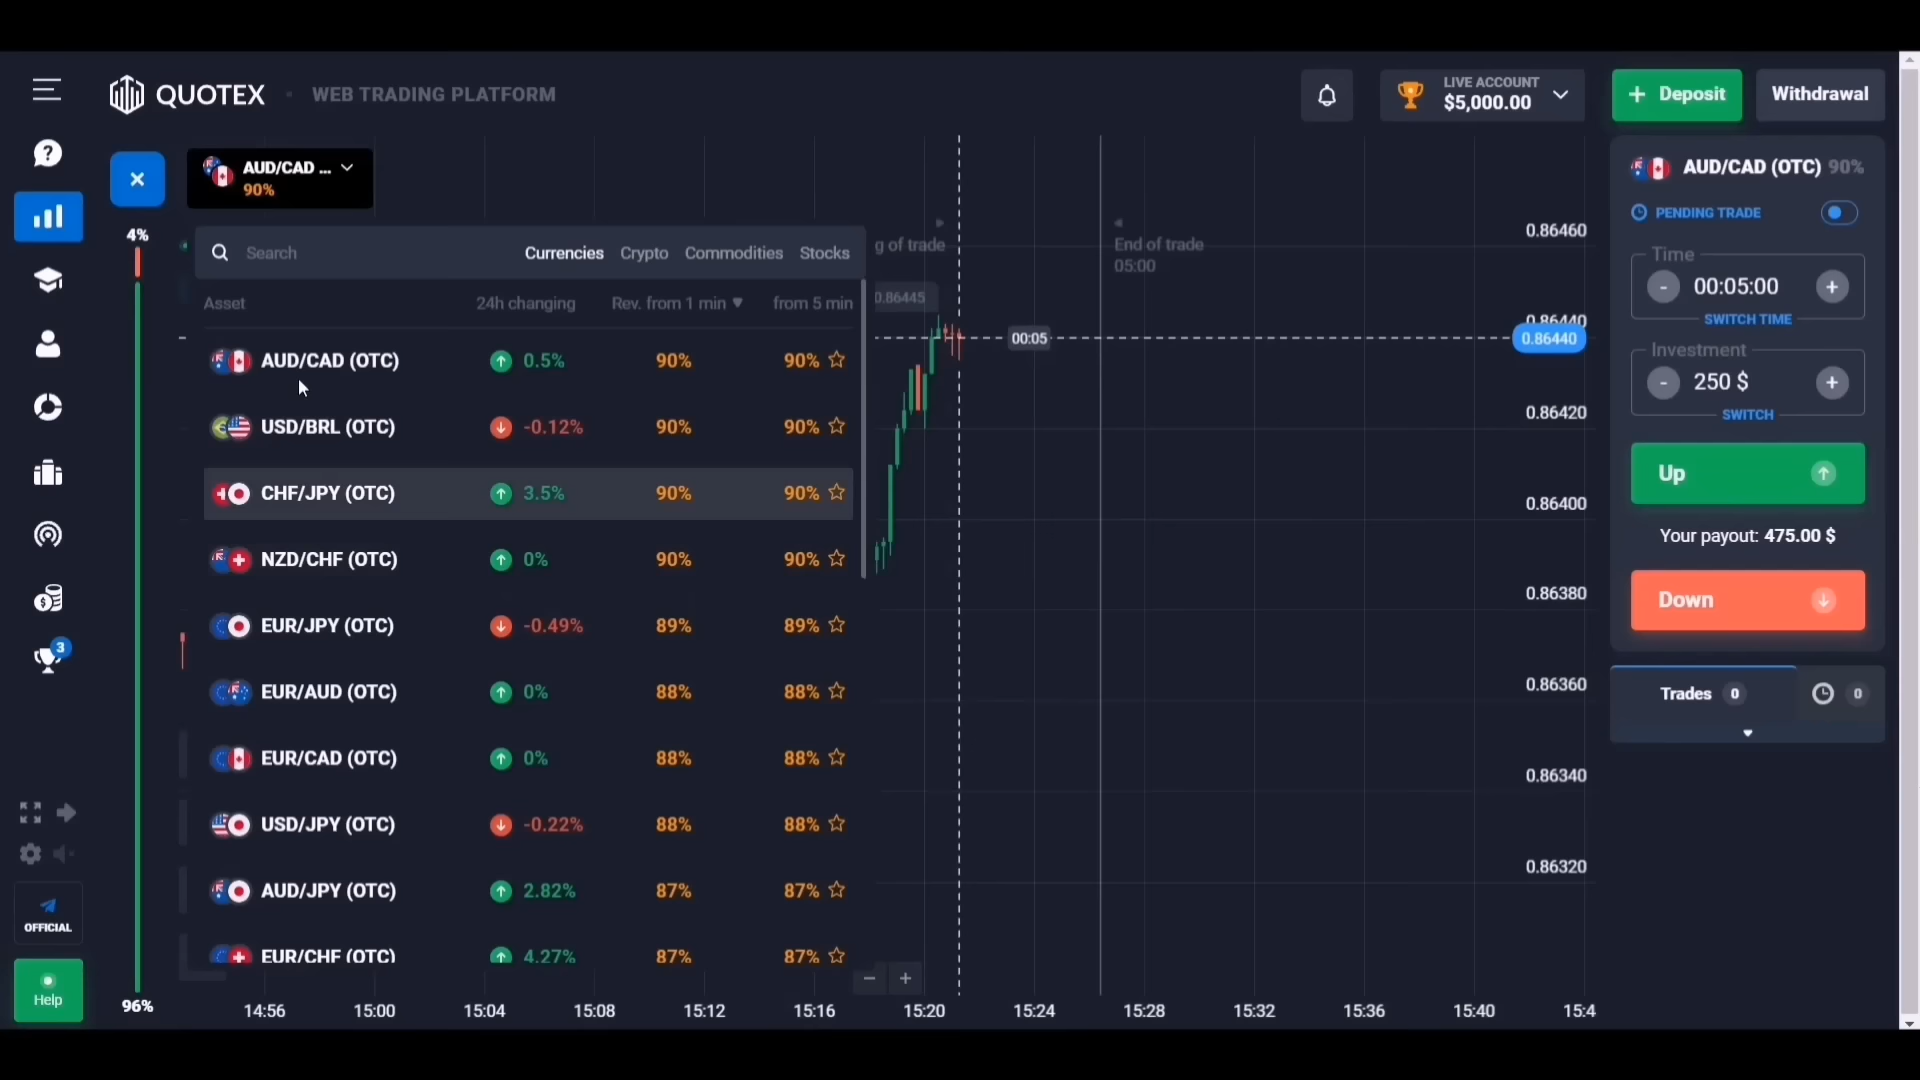 QUOTEX
WEB TRADING PLATFORM
LIVE ACCOUNT
$5,000.00
+ Deposit
Withdrawal
AUD/CAD ...
90%
4%
96%
Search
Currencies
Crypto
Commodities
Stocks
Asset
24h changing
Rev. from 1 min
from 5 min
AUD/CAD (OTC) 0.5% 90% 90%
USD/BRL (OTC) -0.12% 90% 90%
CHF/JPY (OTC) 3.5% 90% 90%
NZD/CHF (OTC) 0% 90% 90%
EUR/JPY (OTC) -0.49% 89% 89%
EUR/AUD (OTC) 0% 88% 88%
EUR/CAD (OTC) 0% 88% 88%
USD/JPY (OTC) -0.22% 88% 88%
AUD/JPY (OTC) 2.82% 87% 87%
EUR/CHF (OTC) 4.27% 87% 87%
g of trade
0.86445
End of trade
05:00
00:05
0.86460
0.86440
0.86440
0.86420
0.86400
0.86380
0.86360
0.86340
0.86320
14:56 15:00 15:04 15:08 15:12 15:16 15:20 15:24 15:28 15:32 15:36 15:40 15:4
- +
AUD/CAD (OTC) 90%
PENDING TRADE
Time
- 00:05:00 +
SWITCH TIME
Investment
- 250 $ +
SWITCH
Up
Your payout: 475.00 $
Down
Trades 0
0
3
OFFICIAL
Help